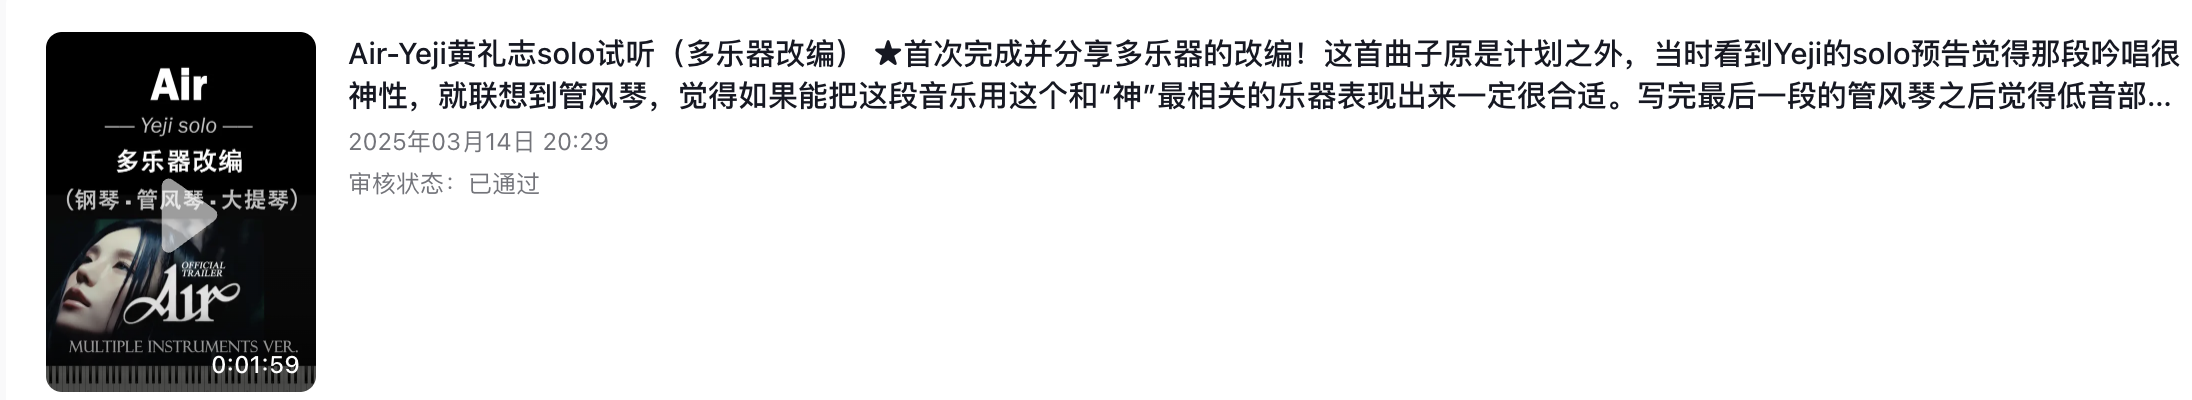 Air
Yeji solo
多乐器改编
（钢琴·管风琴·大提琴）
OFFICIAL
TRAILER
Air
MULTIPLE INSTRUMENTS VER.
0:01:59
Air-Yeji黄礼志solo试听（多乐器改编） ★首次完成并分享多乐器的改编！这首曲子原是计划之外，当时看到Yeji的solo预告觉得那段吟唱很
神性，就联想到管风琴，觉得如果能把这段音乐用这个和“神”最相关的乐器表现出来一定很合适。写完最后一段的管风琴之后觉得低音部...
2025年03月14日 20:29
审核状态：已通过